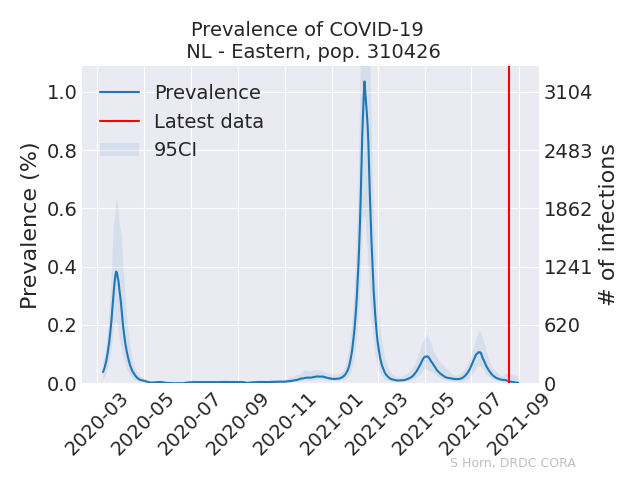 Prevalence of COVID-19
NL - Eastern, pop. 310426
Prevalence (%)
1.0
0.8
0.6
0.4
0.2
0.0
Prevalence
Latest data
95CI
3104
2483
1862
1241
620
0
# of infections
2020-03
2020-05
2020-07
2020-09
2020-11
2021-01
2021-03
2021-05
2021-07
2021-09
S Horn, DRDC CORA